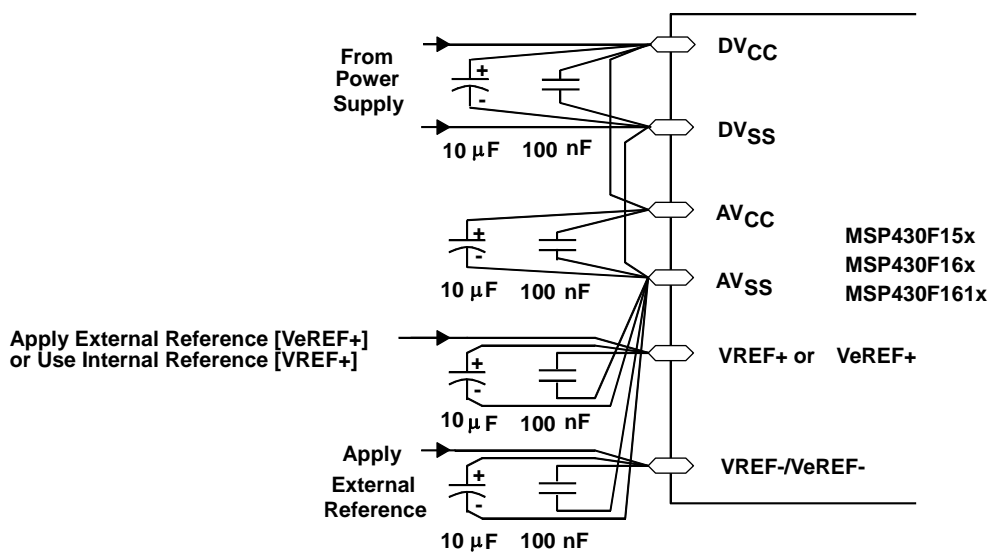 From
Power
Supply
+
-
10 μF 100 nF
DVCC
DVSS
+
-
10 μF 100 nF
AVCC
AVSS
MSP430F15x
MSP430F16x
MSP430F161x
Apply External Reference [VeREF+]
or Use Internal Reference [VREF+]
+
-
10 μF 100 nF
VREF+ or VeREF+
Apply
External
Reference
+
-
10 μF 100 nF
VREF-/VeREF-